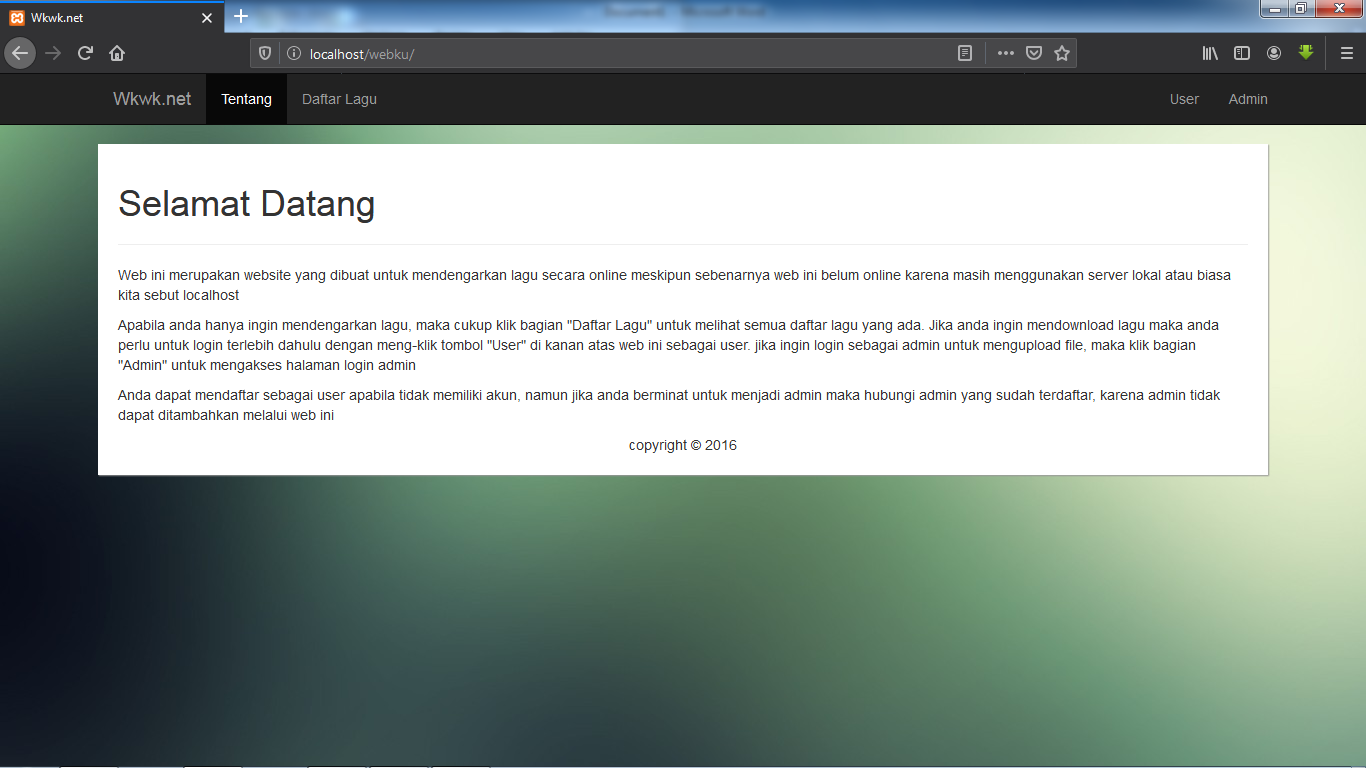 Wkwk.net
localhost/webku/
Wkwk.net Tentang Daftar Lagu User Admin
Selamat Datang
Web ini merupakan website yang dibuat untuk mendengarkan lagu secara online meskipun sebenarnya web ini belum online karena masih menggunakan server lokal atau biasa
kita sebut localhost
Apabila anda hanya ingin mendengarkan lagu, maka cukup klik bagian "Daftar Lagu" untuk melihat semua daftar lagu yang ada. Jika anda ingin mendownload lagu maka anda
perlu untuk login terlebih dahulu dengan meng-klik tombol "User" di kanan atas web ini sebagai user. jika ingin login sebagai admin untuk mengupload file, maka klik bagian
"Admin" untuk mengakses halaman login admin
Anda dapat mendaftar sebagai user apabila tidak memiliki akun, namun jika anda berminat untuk menjadi admin maka hubungi admin yang sudah terdaftar, karena admin tidak
dapat ditambahkan melalui web ini
copyright © 2016